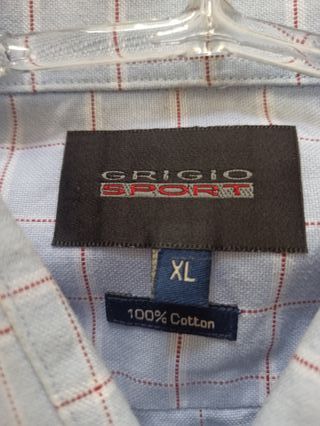 GRIGIO
SPORT
XL
100% Cotton